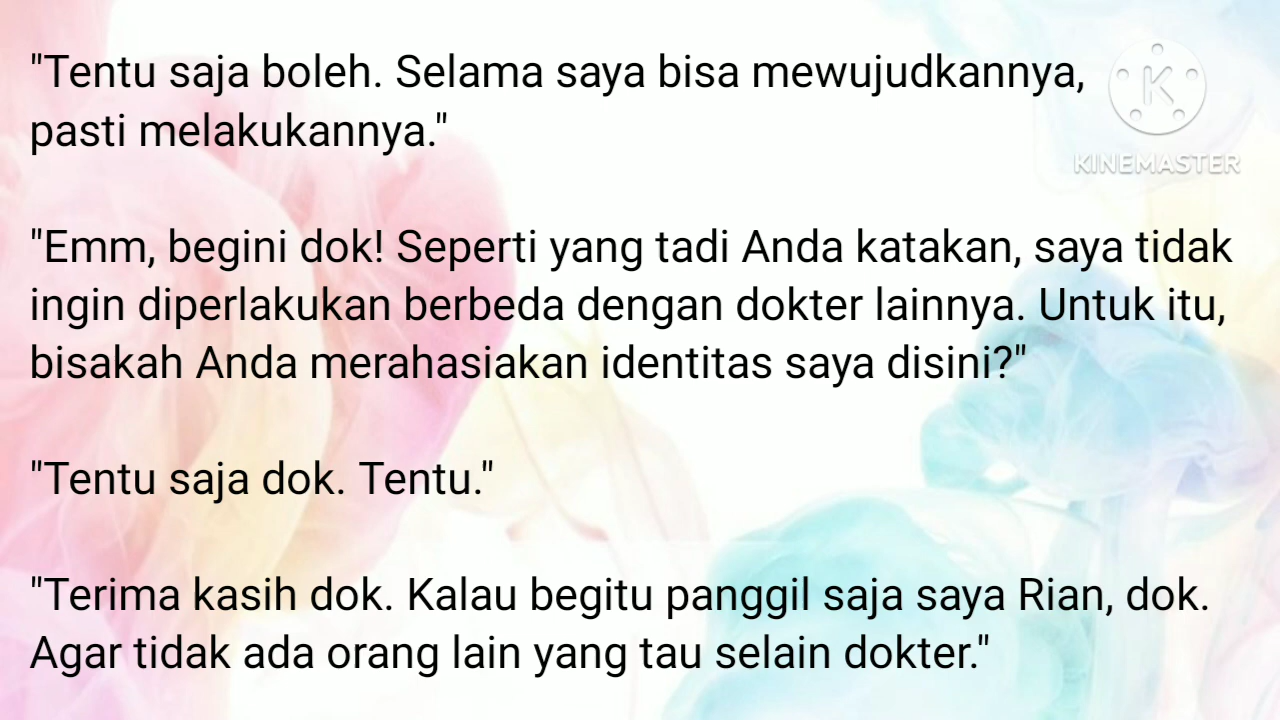 "Tentu saja boleh. Selama saya bisa mewujudkannya,
pasti melakukannya."
K
KINEMASTER
"Emm, begini dok! Seperti yang tadi Anda katakan, saya tidak
ingin diperlakukan berbeda dengan dokter lainnya. Untuk itu,
bisakah Anda merahasiakan identitas saya disini?"
"Tentu saja dok. Tentu."
"Terima kasih dok. Kalau begitu panggil saja saya Rian, dok.
Agar tidak ada orang lain yang tau selain dokter."